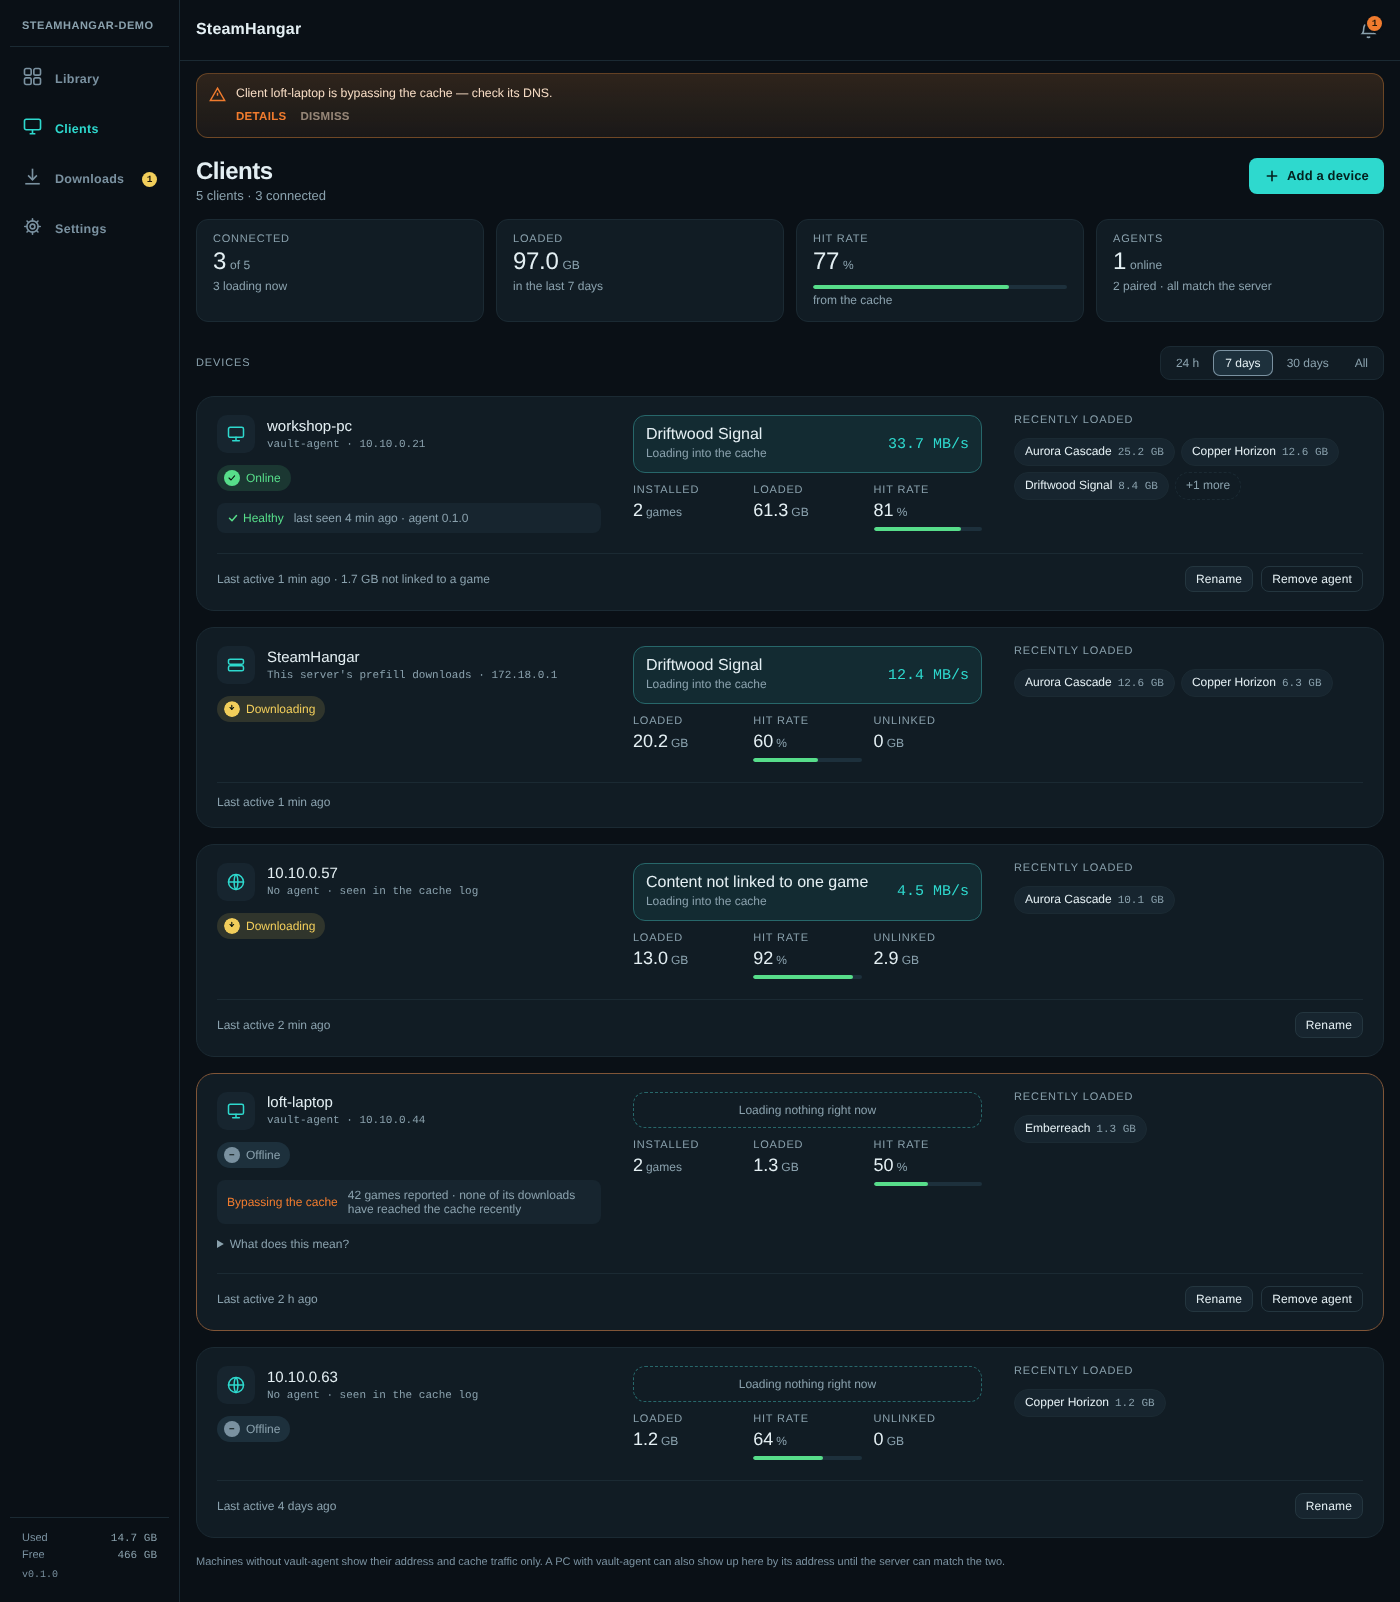 STEAMHANGAR-DEMO
Library
Clients
Downloads 1
Settings
Used 14.7 GB
Free 466 GB
v0.1.0
SteamHangar
1
Client loft-laptop is bypassing the cache — check its DNS.
DETAILS DISMISS
Clients
5 clients · 3 connected
Add a device
CONNECTED
3 of 5
3 loading now
LOADED
97.0 GB
in the last 7 days
HIT RATE
77 %
from the cache
AGENTS
1 online
2 paired · all match the server
DEVICES
24 h 7 days 30 days All
workshop-pc
vault-agent · 10.10.0.21
Online
Healthy last seen 4 min ago · agent 0.1.0
Driftwood Signal
Loading into the cache
33.7 MB/s
INSTALLED LOADED HIT RATE
2 games 61.3 GB 81 %
RECENTLY LOADED
Aurora Cascade 25.2 GB Copper Horizon 12.6 GB
Driftwood Signal 8.4 GB +1 more
Last active 1 min ago · 1.7 GB not linked to a game
Rename Remove agent
SteamHangar
This server's prefill downloads · 172.18.0.1
Downloading
Driftwood Signal
Loading into the cache
12.4 MB/s
LOADED HIT RATE UNLINKED
20.2 GB 60 % 0 GB
RECENTLY LOADED
Aurora Cascade 12.6 GB Copper Horizon 6.3 GB
Last active 1 min ago
10.10.0.57
No agent · seen in the cache log
Downloading
Content not linked to one game
Loading into the cache
4.5 MB/s
LOADED HIT RATE UNLINKED
13.0 GB 92 % 2.9 GB
RECENTLY LOADED
Aurora Cascade 10.1 GB
Last active 2 min ago
Rename
loft-laptop
vault-agent · 10.10.0.44
Offline
Bypassing the cache
42 games reported · none of its downloads
have reached the cache recently
What does this mean?
Loading nothing right now
INSTALLED LOADED HIT RATE
2 games 1.3 GB 50 %
RECENTLY LOADED
Emberreach 1.3 GB
Last active 2 h ago
Rename Remove agent
10.10.0.63
No agent · seen in the cache log
Offline
Loading nothing right now
LOADED HIT RATE UNLINKED
1.2 GB 64 % 0 GB
RECENTLY LOADED
Copper Horizon 1.2 GB
Last active 4 days ago
Rename
Machines without vault-agent show their address and cache traffic only. A PC with vault-agent can also show up here by its address until the server can match the two.